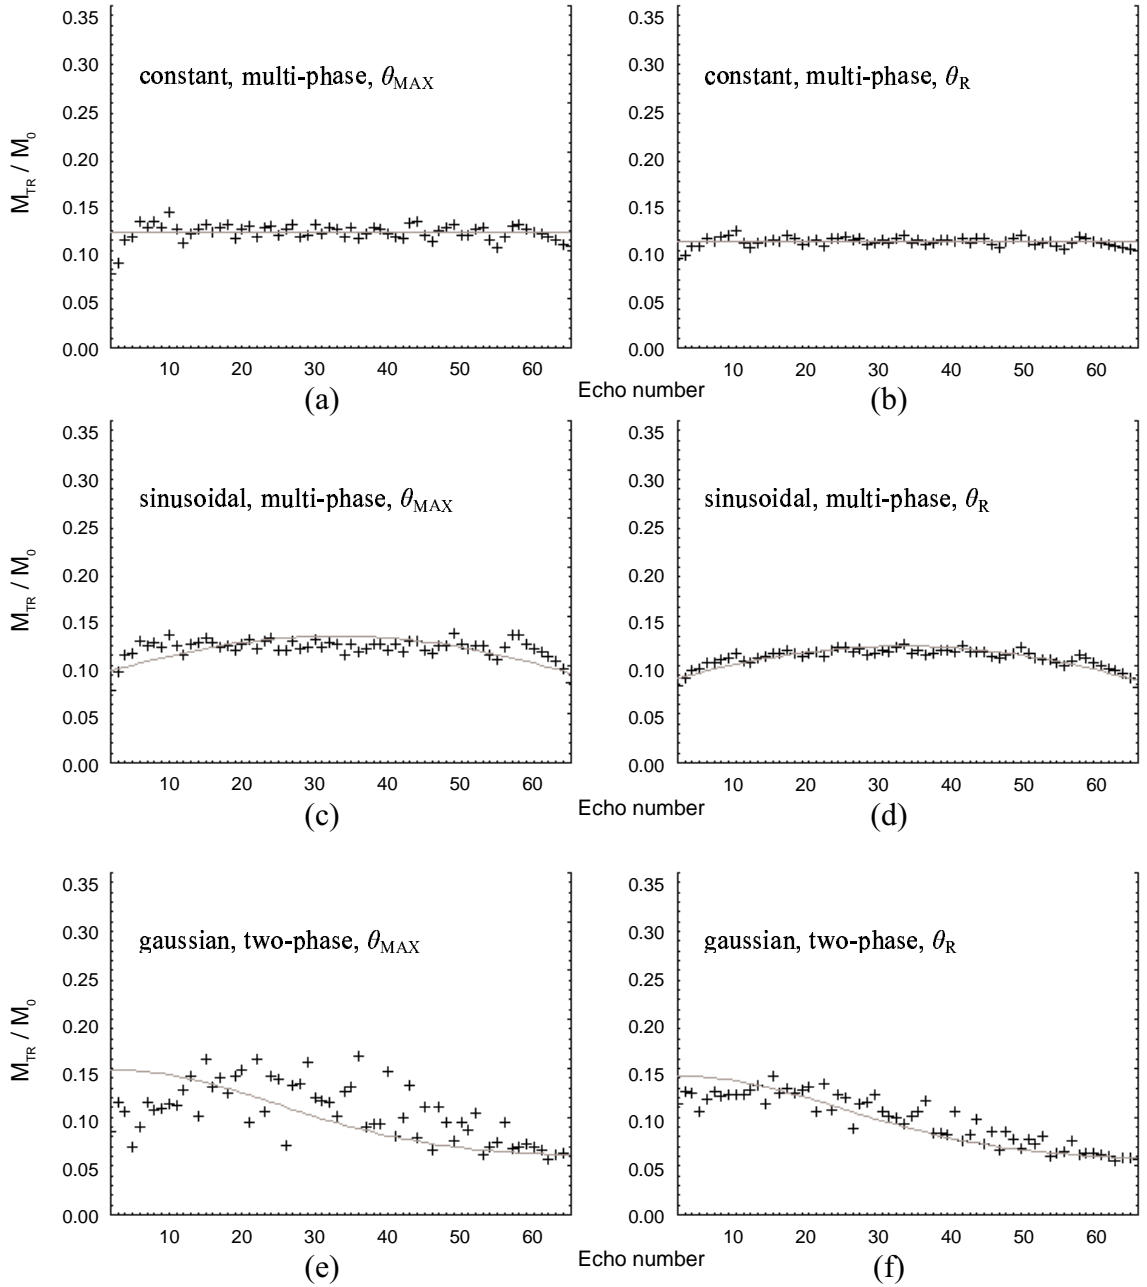 0.35
0.30
0.25
0.20
0.15
0.10
0.05
0.00
M_TR / M_0
constant, multi-phase, θ_MAX
10 20 30 40 50 60
(a)
0.35
0.30
0.25
0.20
0.15
0.10
0.05
0.00
constant, multi-phase, θ_R
10 20 30 40 50 60
Echo number
(b)
0.35
0.30
0.25
0.20
0.15
0.10
0.05
0.00
M_TR / M_0
sinusoidal, multi-phase, θ_MAX
10 20 30 40 50 60
(c)
0.35
0.30
0.25
0.20
0.15
0.10
0.05
0.00
sinusoidal, multi-phase, θ_R
10 20 30 40 50 60
Echo number
(d)
0.35
0.30
0.25
0.20
0.15
0.10
0.05
0.00
M_TR / M_0
gaussian, two-phase, θ_MAX
10 20 30 40 50 60
(e)
0.35
0.30
0.25
0.20
0.15
0.10
0.05
0.00
gaussian, two-phase, θ_R
10 20 30 40 50 60
Echo number
(f)